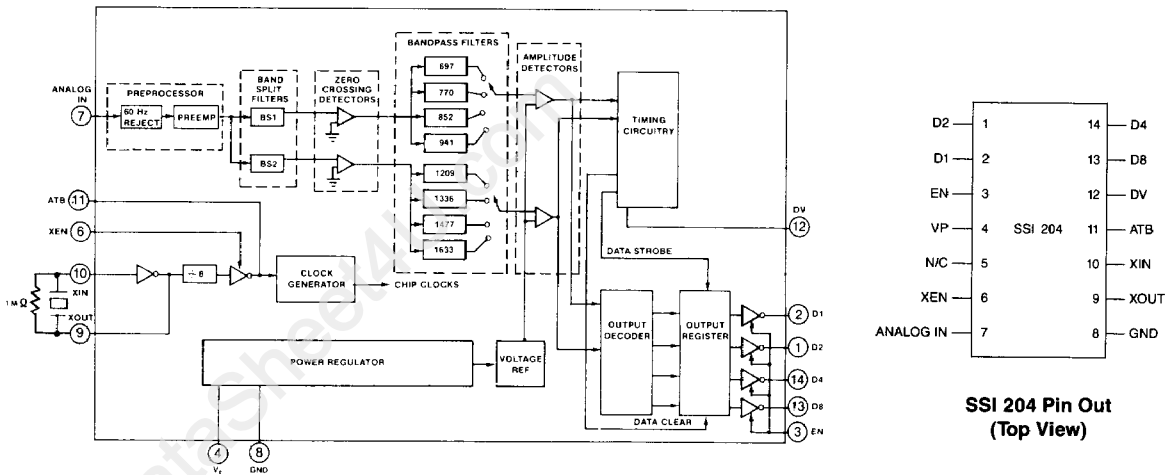 ANALOG IN
7
PREPROCESSOR
60 Hz REJECT
PREEMP
BAND SPLIT FILTERS
BS1
BS2
ZERO CROSSING DETECTORS
BANDPASS FILTERS
697
770
852
941
1209
1336
1477
1633
AMPLITUDE DETECTORS
TIMING CIRCUITRY
DV
12
ATB
11
XEN
6
10
XIN
1MΩ
XOUT
9
÷ 8
CLOCK GENERATOR
CHIP CLOCKS
DATA STROBE
OUTPUT DECODER
OUTPUT REGISTER
DATA CLEAR
2 D1
1 D2
14 D4
13 D8
3 EN
POWER REGULATOR
VOLTAGE REF
4
8
GND
D2 1 14 D4
D1 2 13 D8
EN 3 12 DV
VP 4 SSI 204 11 ATB
N/C 5 10 XIN
XEN 6 9 XOUT
ANALOG IN 7 8 GND
SSI 204 Pin Out
(Top View)
DataSheet4U.com